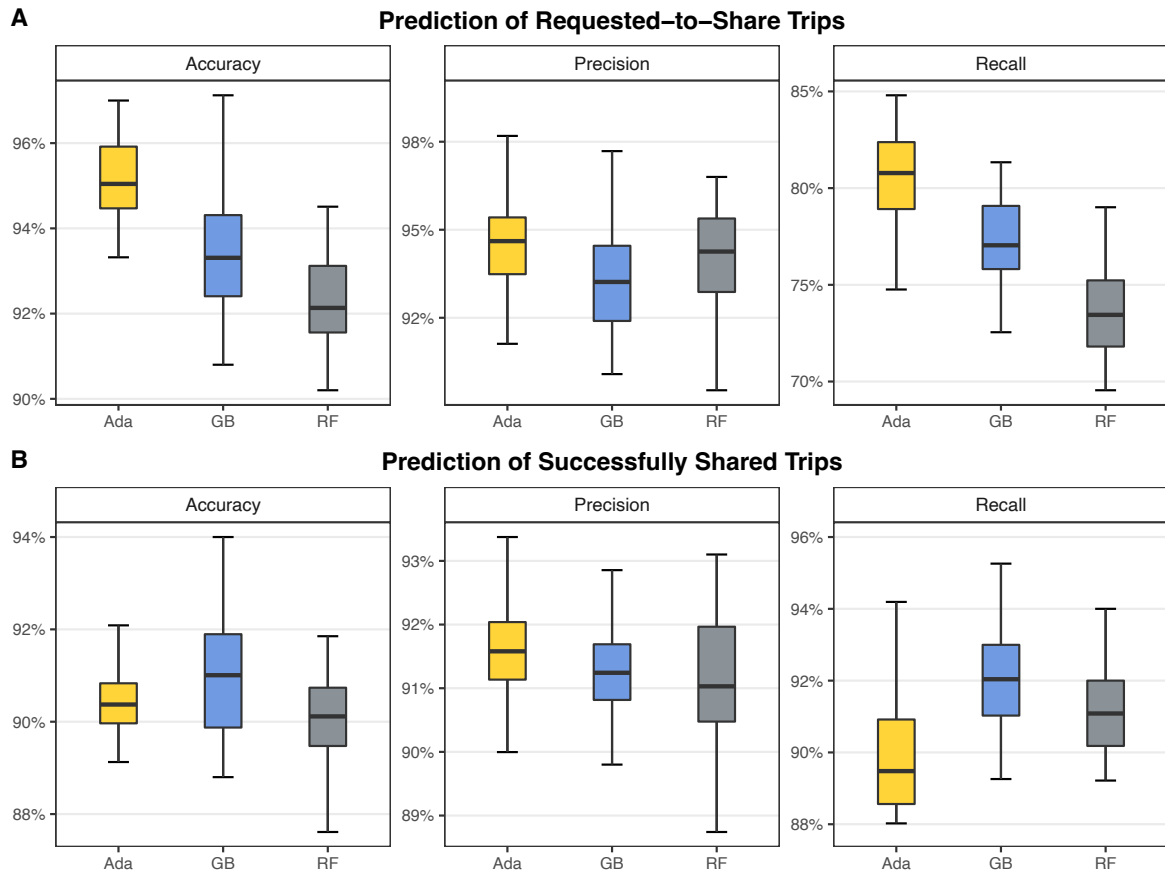 A
Prediction of Requested–to–Share Trips
Accuracy
96%
94%
92%
90%
Ada GB RF
Precision
98%
95%
92%
Ada GB RF
Recall
85%
80%
75%
70%
Ada GB RF
B
Prediction of Successfully Shared Trips
Accuracy
94%
92%
90%
88%
Ada GB RF
Precision
93%
92%
91%
90%
89%
Ada GB RF
Recall
96%
94%
92%
90%
88%
Ada GB RF